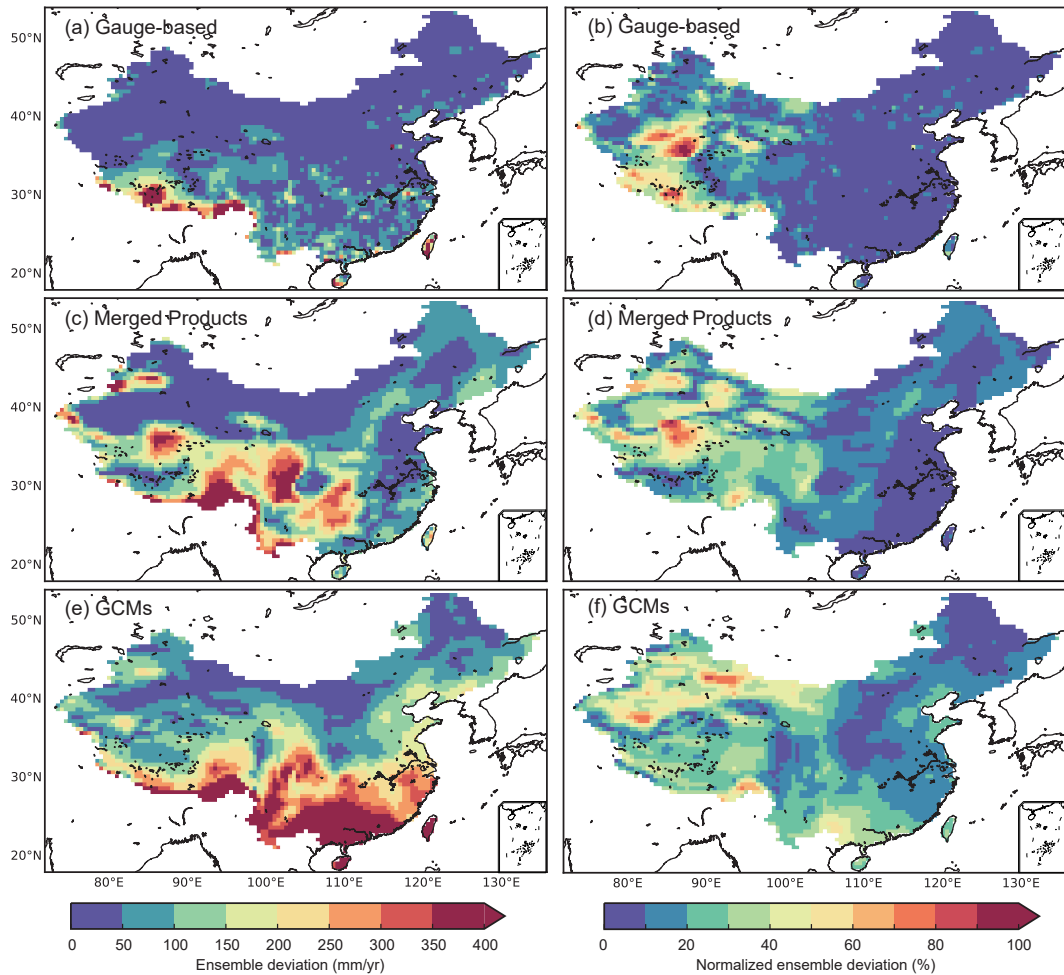 (a) Gauge-based
(b) Gauge-based
50°N
40°N
30°N
20°N
(c) Merged Products
(d) Merged Products
50°N
40°N
30°N
20°N
(e) GCMs
(f) GCMs
50°N
40°N
30°N
20°N
80°E 90°E 100°E 110°E 120°E 130°E
80°E 90°E 100°E 110°E 120°E 130°E
0 50 100 150 200 250 300 350 400
Ensemble deviation (mm/yr)
0 20 40 60 80 100
Normalized ensemble deviation (%)